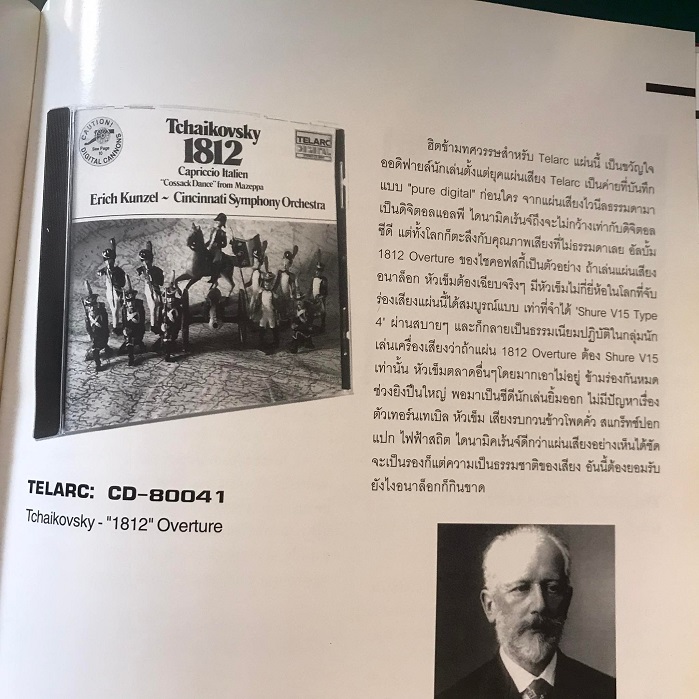 CAUTION!
See Page
10
DIGITAL CANNONS
Tchaikovsky
1812
Capriccio Italien
"Cossack Dance" from Mazeppa
Erich Kunzel ~ Cincinnati Symphony Orchestra
TELARC
DIGITAL
TELARC: CD-80041
Tchaikovsky - "1812" Overture
ฮิตข้ามทศวรรษสำหรับ Telarc แผ่นนี้ เป็นขวัญใจ
ออดิฟายล์นักเล่นตั้งแต่ยุคแผ่นเสียง Telarc เป็นค่ายที่บันทึก
แบบ "pure digital" ก่อนใคร จากแผ่นเสียงไวนีลธรรมดามา
เป็นดิจิตอลแอลพี ไดนามิคเร้นจ์ถึงจะไม่กว้างเท่ากับดิจิตอล
ซีดี แต่ทั้งโลกก็ตะลึงกับคุณภาพเสียงที่ไม่ธรรมดาเลย อัลบั้ม
1812 Overture ของไชคอฟสกี้เป็นตัวอย่าง ถ้าเล่นแผ่นเสียง
อนาล็อก หัวเข็มต้องเฉียบจริงๆ มีหัวเข็มไม่กี่ยี่ห้อในโลกที่จับ
ร่องเสียงแผ่นนี้ได้สมบูรณ์แบบ เท่าที่จำได้ 'Shure V15 Type
4' ผ่านสบายๆ และก็กลายเป็นธรรมเนียมปฏิบัติในกลุ่มนัก
เล่นเครื่องเสียงว่าถ้าแผ่น 1812 Overture ต้อง Shure V15
เท่านั้น หัวเข็มตลาดอื่นๆโดยมากเอาไม่อยู่ ข้ามร่องกันหมด
ช่วงยิงปืนใหญ่ พอมาเป็นซีดีนักเล่นยิ้มออก ไม่มีปัญหาเรื่อง
ตัวเทอร์นเทเบิล หัวเข็ม เสียงรบกวนข้าวโพดคั่ว สแกร็ทช์ปอก
แปก ไฟฟ้าสถิต ไดนามิคเร้นจ์ดีกว่าแผ่นเสียงอย่างเห็นได้ชัด
จะเป็นรองก็แต่ความเป็นธรรมชาติของเสียง อันนี้ต้องยอมรับ
ยังไงอนาล็อกก็กินขาด